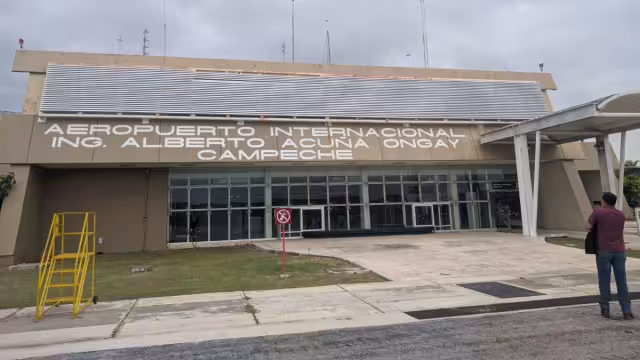 AEROPUERTO INTERNACIONAL
ING. ALBERTO ACUÑA ONGAY
CAMPECHE